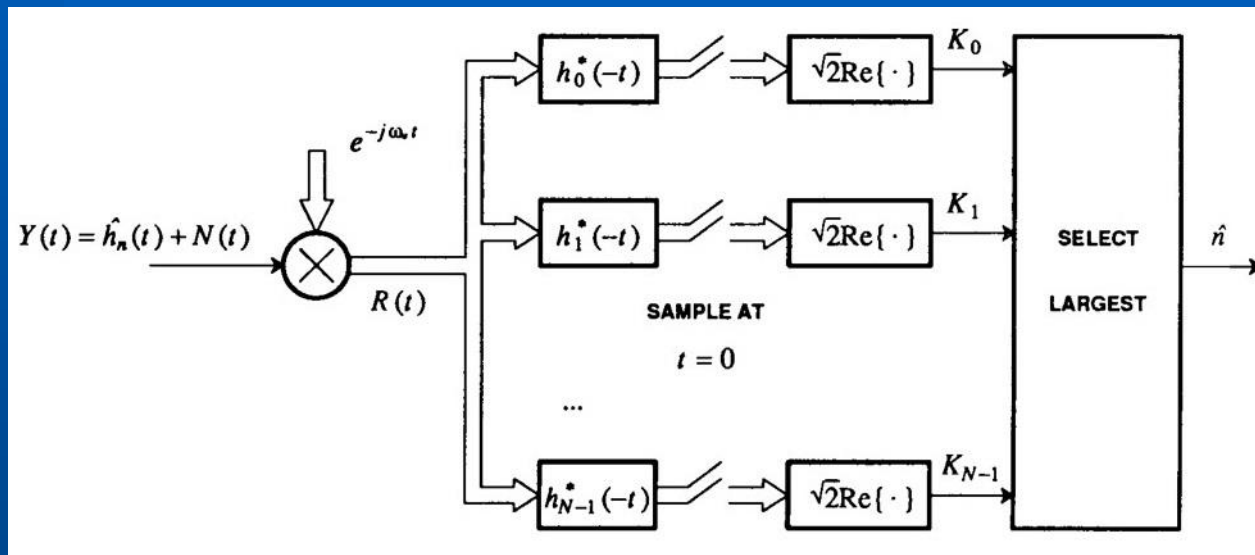 e^{-jω_c t}
Y(t) = ĥ_n(t) + N(t)
R(t)
h_0^*(-t)
√2Re{ · }
K_0
h_1^*(-t)
√2Re{ · }
K_1
SAMPLE AT
t = 0
...
h_{N-1}^*(-t)
√2Re{ · }
K_{N-1}
SELECT
LARGEST
n̂